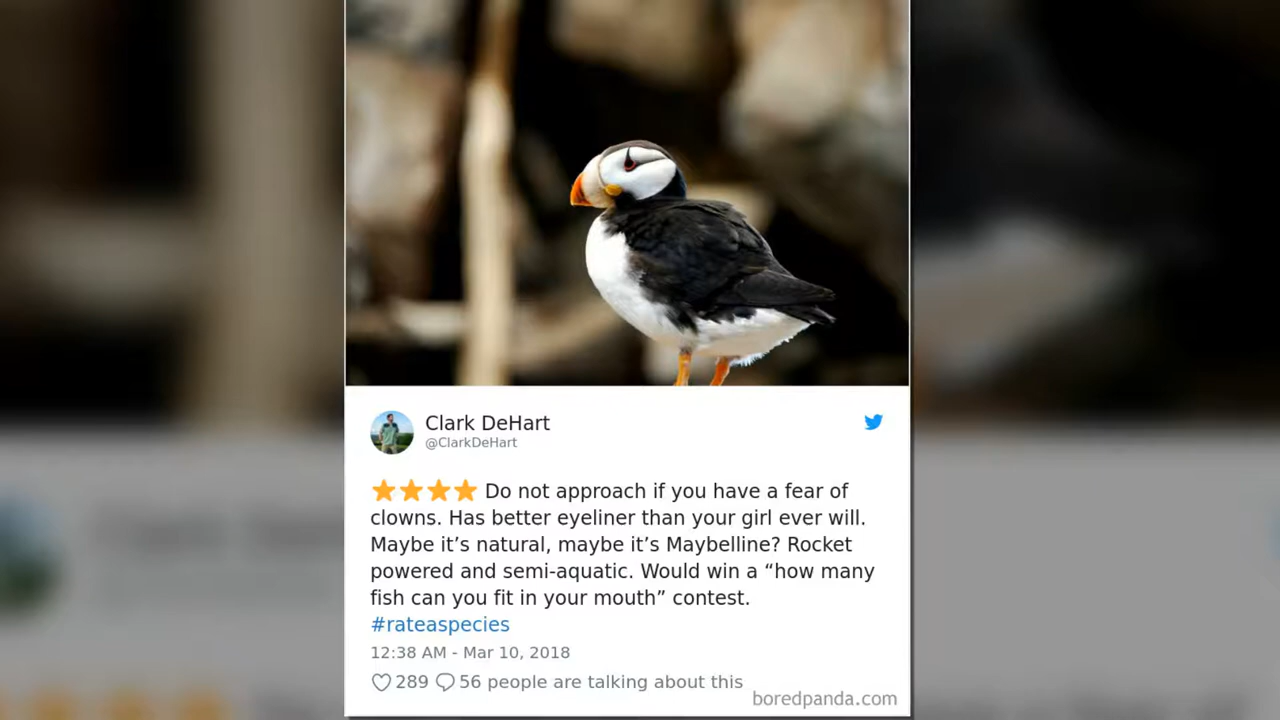 Clark DeHart
@ClarkDeHart
⭐⭐⭐⭐ Do not approach if you have a fear of
clowns. Has better eyeliner than your girl ever will.
Maybe it’s natural, maybe it’s Maybelline? Rocket
powered and semi-aquatic. Would win a “how many
fish can you fit in your mouth” contest.
#rateaspecies
12:38 AM - Mar 10, 2018
289 56 people are talking about this
boredpanda.com